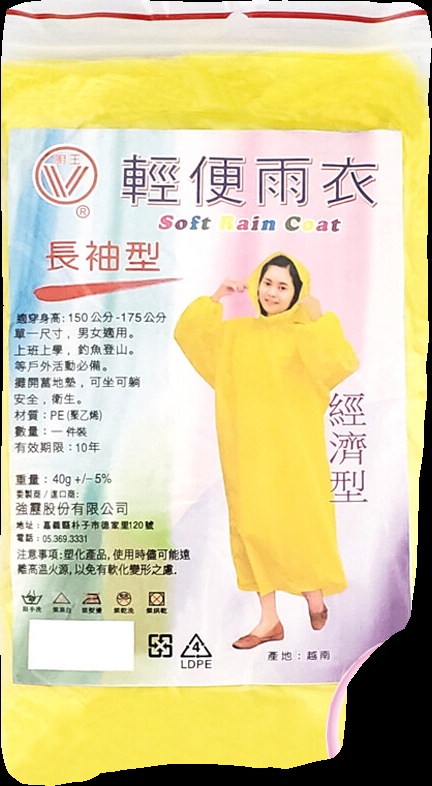 廚王
®
輕便雨衣
Soft Rain Coat
長袖型
適穿身高: 150公分-175公分
單一尺寸，男女適用。
上班上學，釣魚登山。
等戶外活動必備。
攤開萬地墊，可坐可躺
安全，衛生。
材質：PE (聚乙烯)
數量：一件裝
有效期限：10年
經濟型
重量：40g +/- 5%
委製商 / 進口商:
強靂股份有限公司
地址：嘉義縣朴子市德家里120號
電話：05.369.3331
注意事項:塑化產品, 使用時儘可能遠
離高溫火源, 以免有軟化變形之慮.
4
LDPE
產地：越南